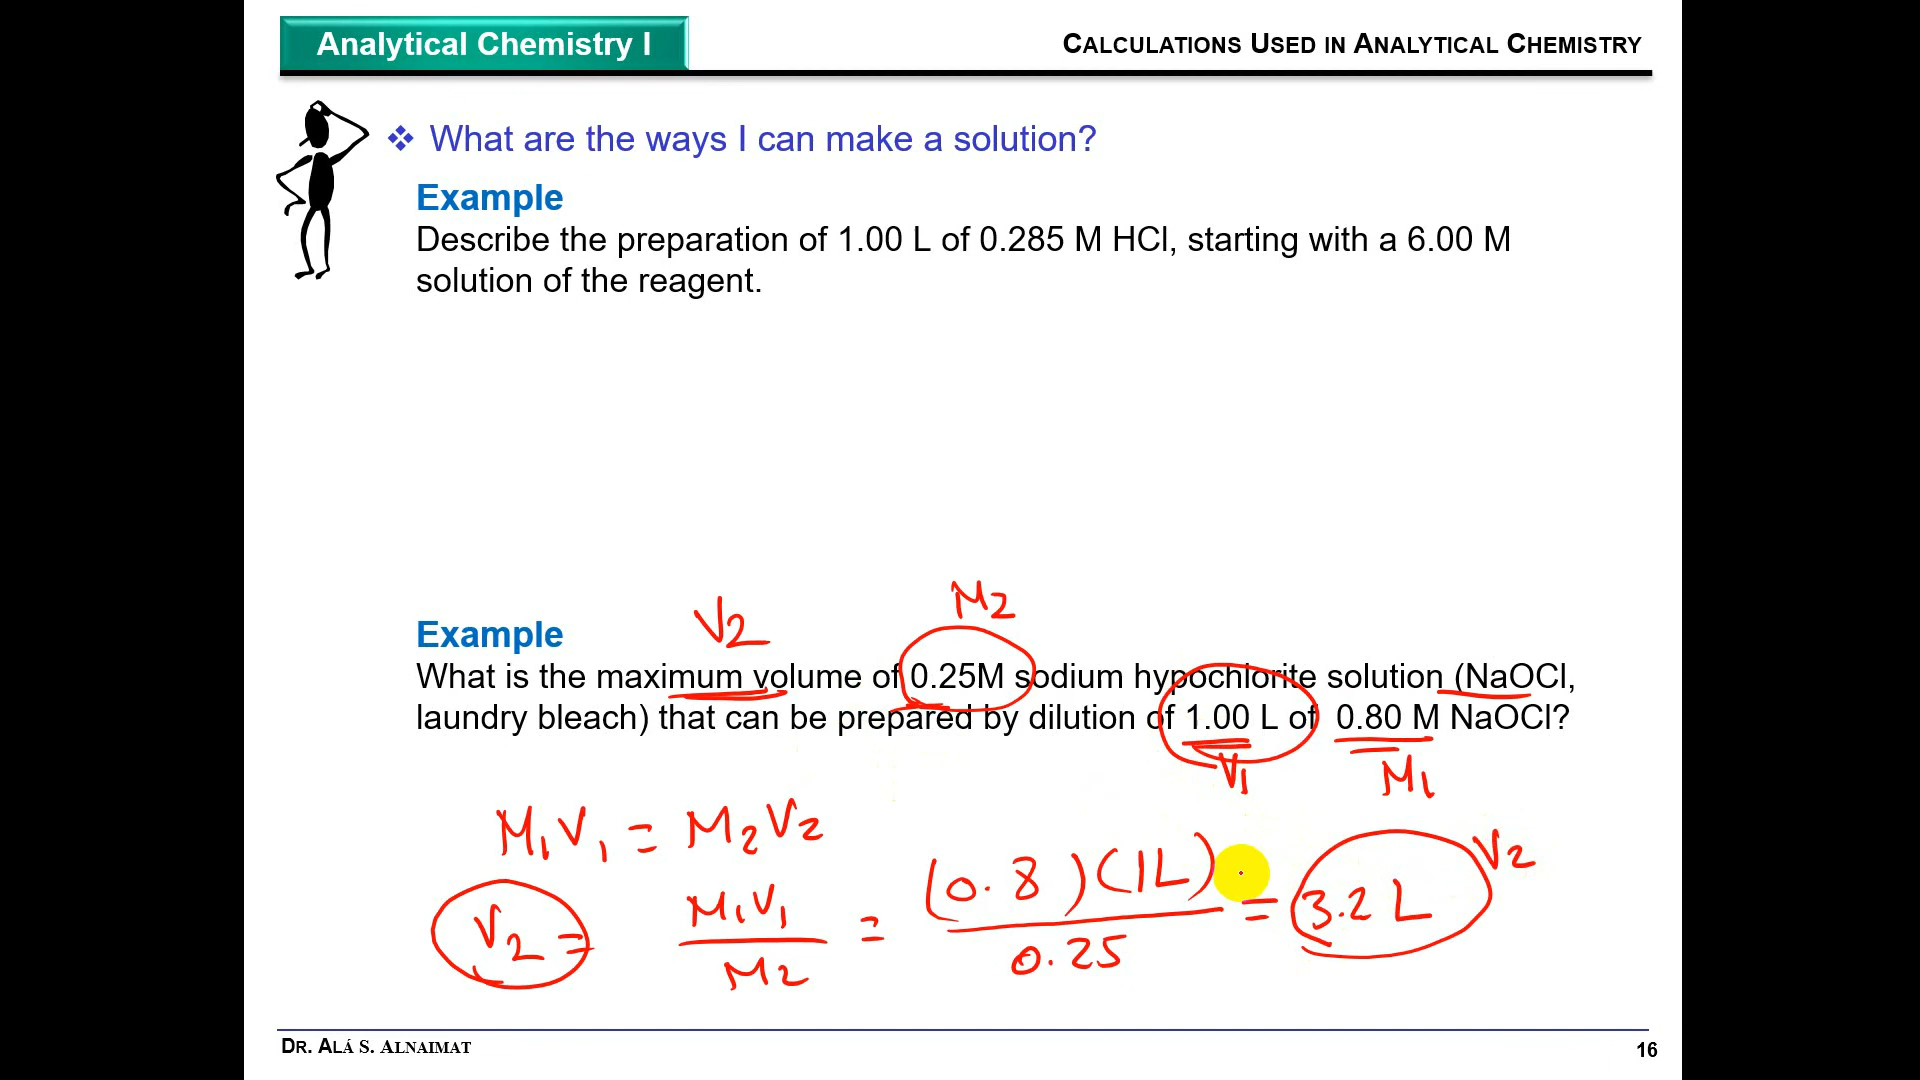 Analytical Chemistry I
CALCULATIONS USED IN ANALYTICAL CHEMISTRY
❖ What are the ways I can make a solution?
Example
Describe the preparation of 1.00 L of 0.285 M HCl, starting with a 6.00 M
solution of the reagent.
V2
M2
Example
What is the maximum volume of 0.25M sodium hypochlorite solution (NaOCl,
laundry bleach) that can be prepared by dilution of 1.00 L of 0.80 M NaOCl?
V1
M1
M1V1 = M2V2
V2 = M1V1 / M2 = (0.8)(1L) / 0.25 = 3.2 L
V2
DR. ALÁ S. ALNAIMAT
16